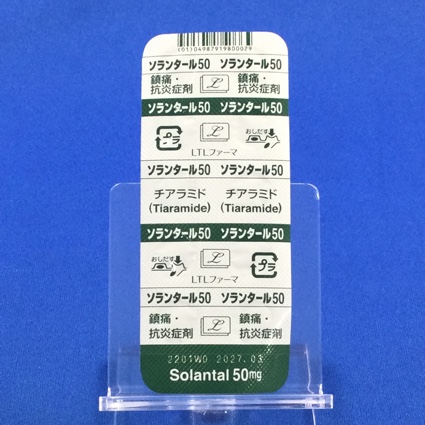 (01)04987919800029
ソランタール50 ソランタール50
鎮痛・抗炎症剤 L 鎮痛・抗炎症剤
ソランタール50 ソランタール50
プラ L おしだす
LTLファーマ
ソランタール50 ソランタール50
チアラミド チアラミド
(Tiaramide) (Tiaramide)
ソランタール50 ソランタール50
おしだす L プラ
LTLファーマ
ソランタール50 ソランタール50
鎮痛・抗炎症剤 L 鎮痛・抗炎症剤
2201W0 2027.03
Solantal 50mg